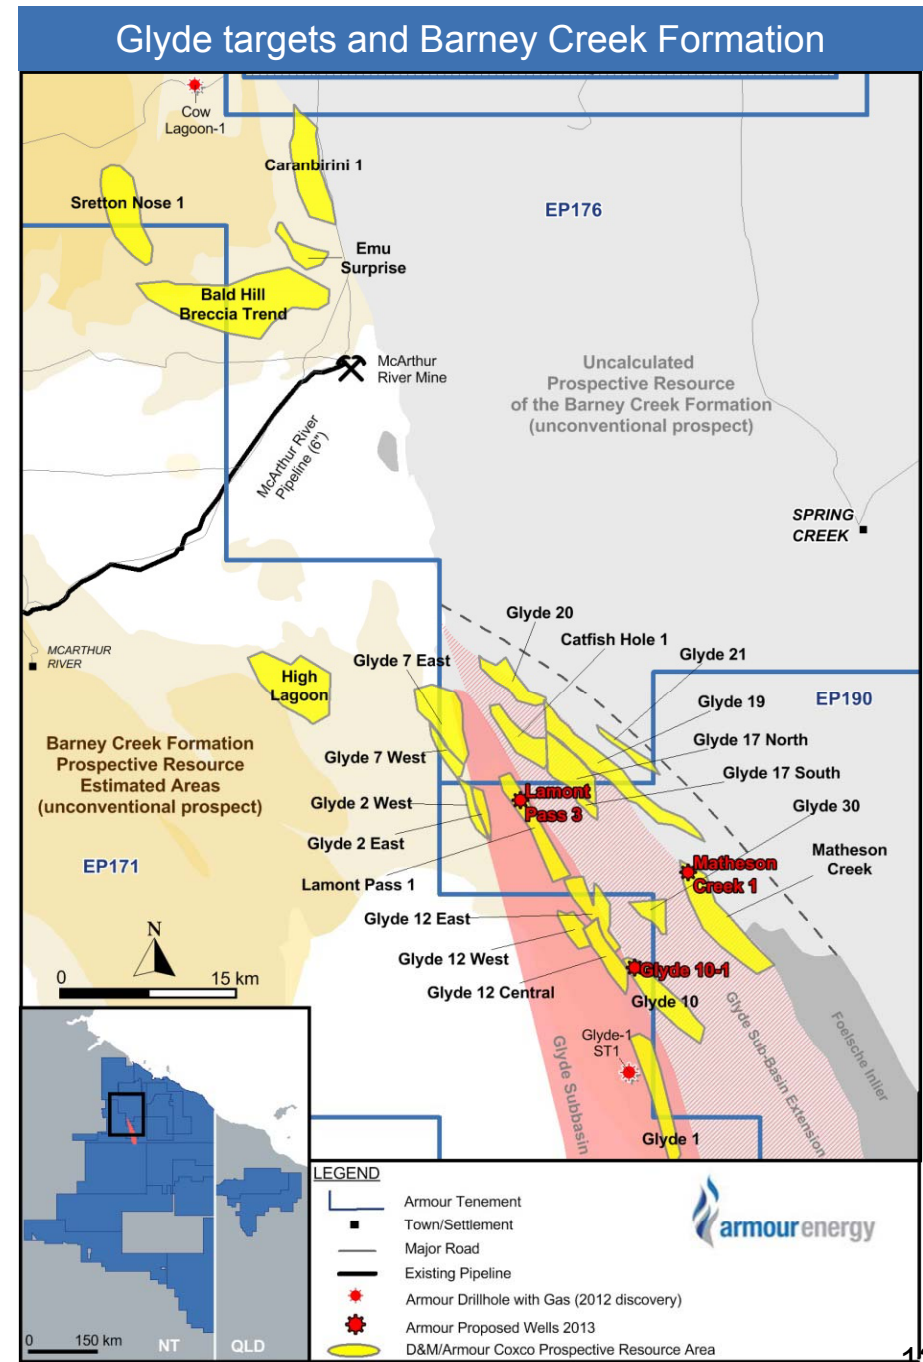 Glyde targets and Barney Creek Formation
Cow
Lagoon-1
Caranbirini 1
Sretton Nose 1
EP176
Emu
Surprise
Bald Hill
Breccia Trend
McArthur
River Mine
Uncalculated
Prospective Resource
of the Barney Creek Formation
(unconventional prospect)
McArthur River
Pipeline (6")
SPRING
CREEK
Glyde 20
Catfish Hole 1
MCARTHUR
RIVER
Glyde 7 East
Glyde 21
High
Lagoon
Glyde 19
EP190
Barney Creek Formation
Prospective Resource
Estimated Areas
(unconventional prospect)
Glyde 17 North
Glyde 7 West
Glyde 17 South
Glyde 2 West
Lamont
Pass 3
Glyde 30
Glyde 2 East
Matheson
Creek
EP171
Matheson
Creek 1
Lamont Pass 1
Glyde 12 East
N
Glyde 12 West
0 15 km
Glyde 10-1
Glyde 12 Central
Glyde 10
Glyde-1
ST1
Glyde Subbasin
Glyde Sub-Basin Extension
Foelsche Inlier
Glyde 1
0 150 km
NT QLD
LEGEND
Armour Tenement
Town/Settlement
Major Road
Existing Pipeline
Armour Drillhole with Gas (2012 discovery)
Armour Proposed Wells 2013
D&M/Armour Coxco Prospective Resource Area
armourenergy